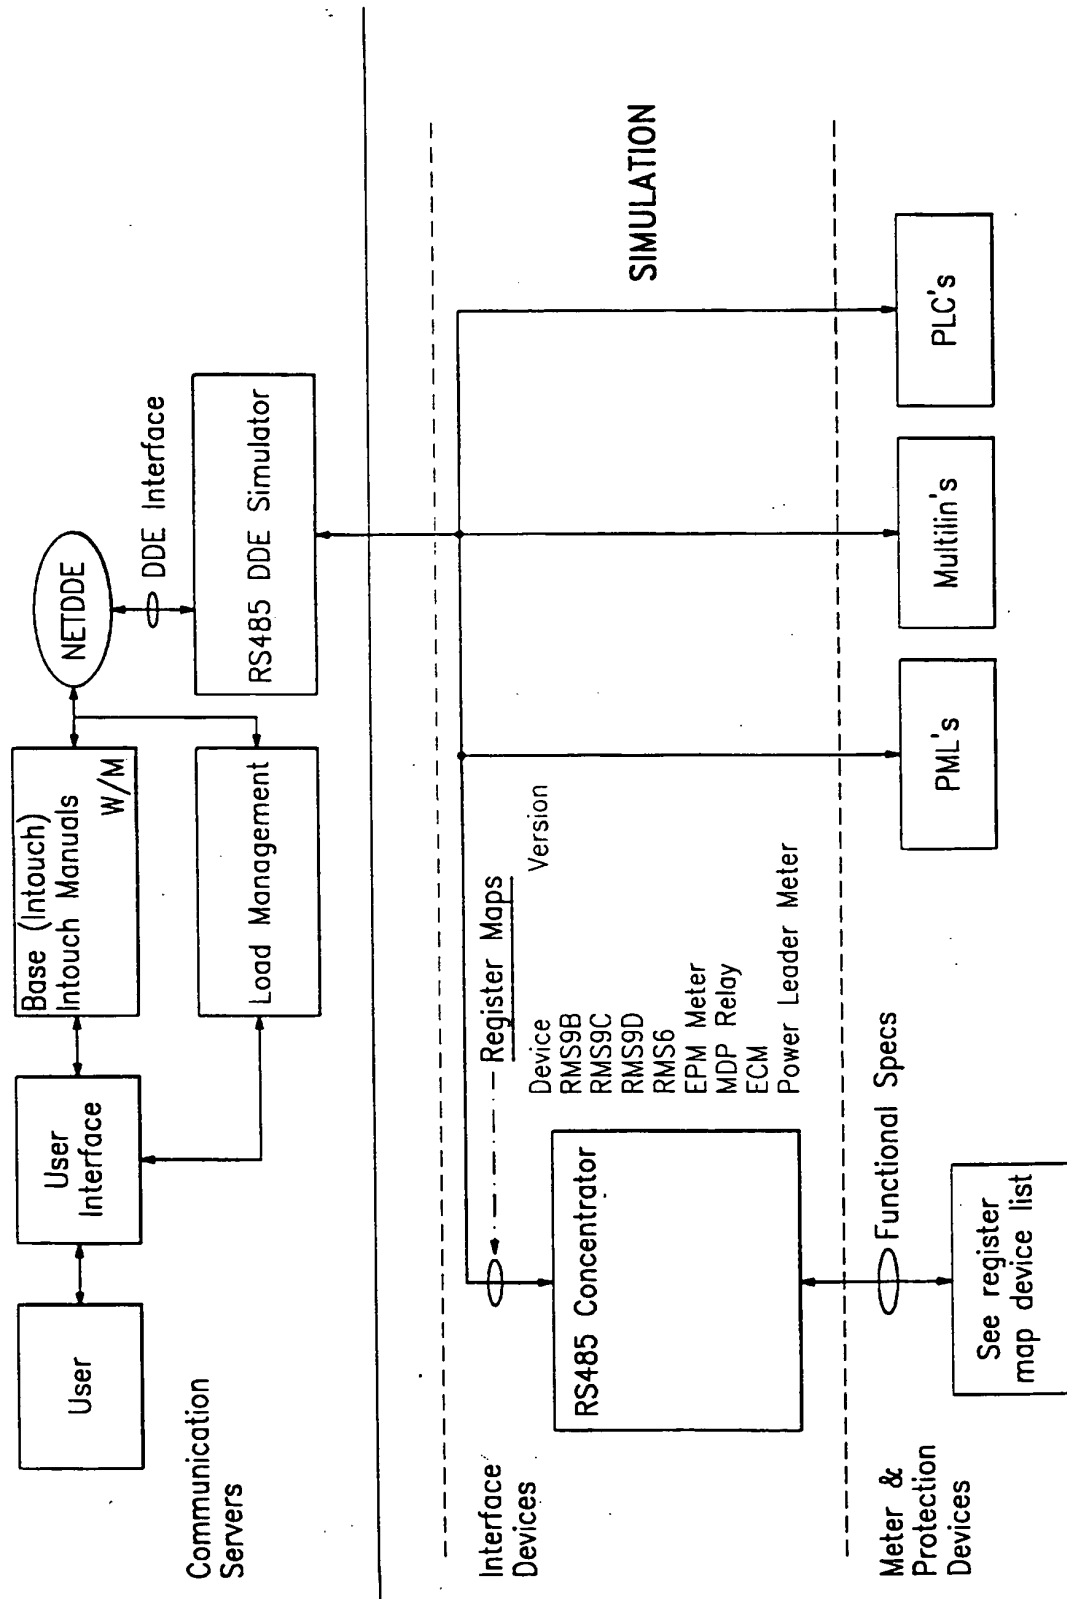 User
User
Interface
Base (Intouch)
Intouch Manuals
W/M
NETDDE
Load Management
DDE Interface
RS485 DDE Simulator
Communication
Servers
Interface
Devices
Register Maps
Device Version
RMS9B
RMS9C
RMS9D
RMS6
EPM Meter
MDP Relay
ECM
Power Leader Meter
RS485 Concentrator
SIMULATION
Meter &
Protection
Devices
Functional Specs
See register
map device list
PML's
Multilin's
PLC's